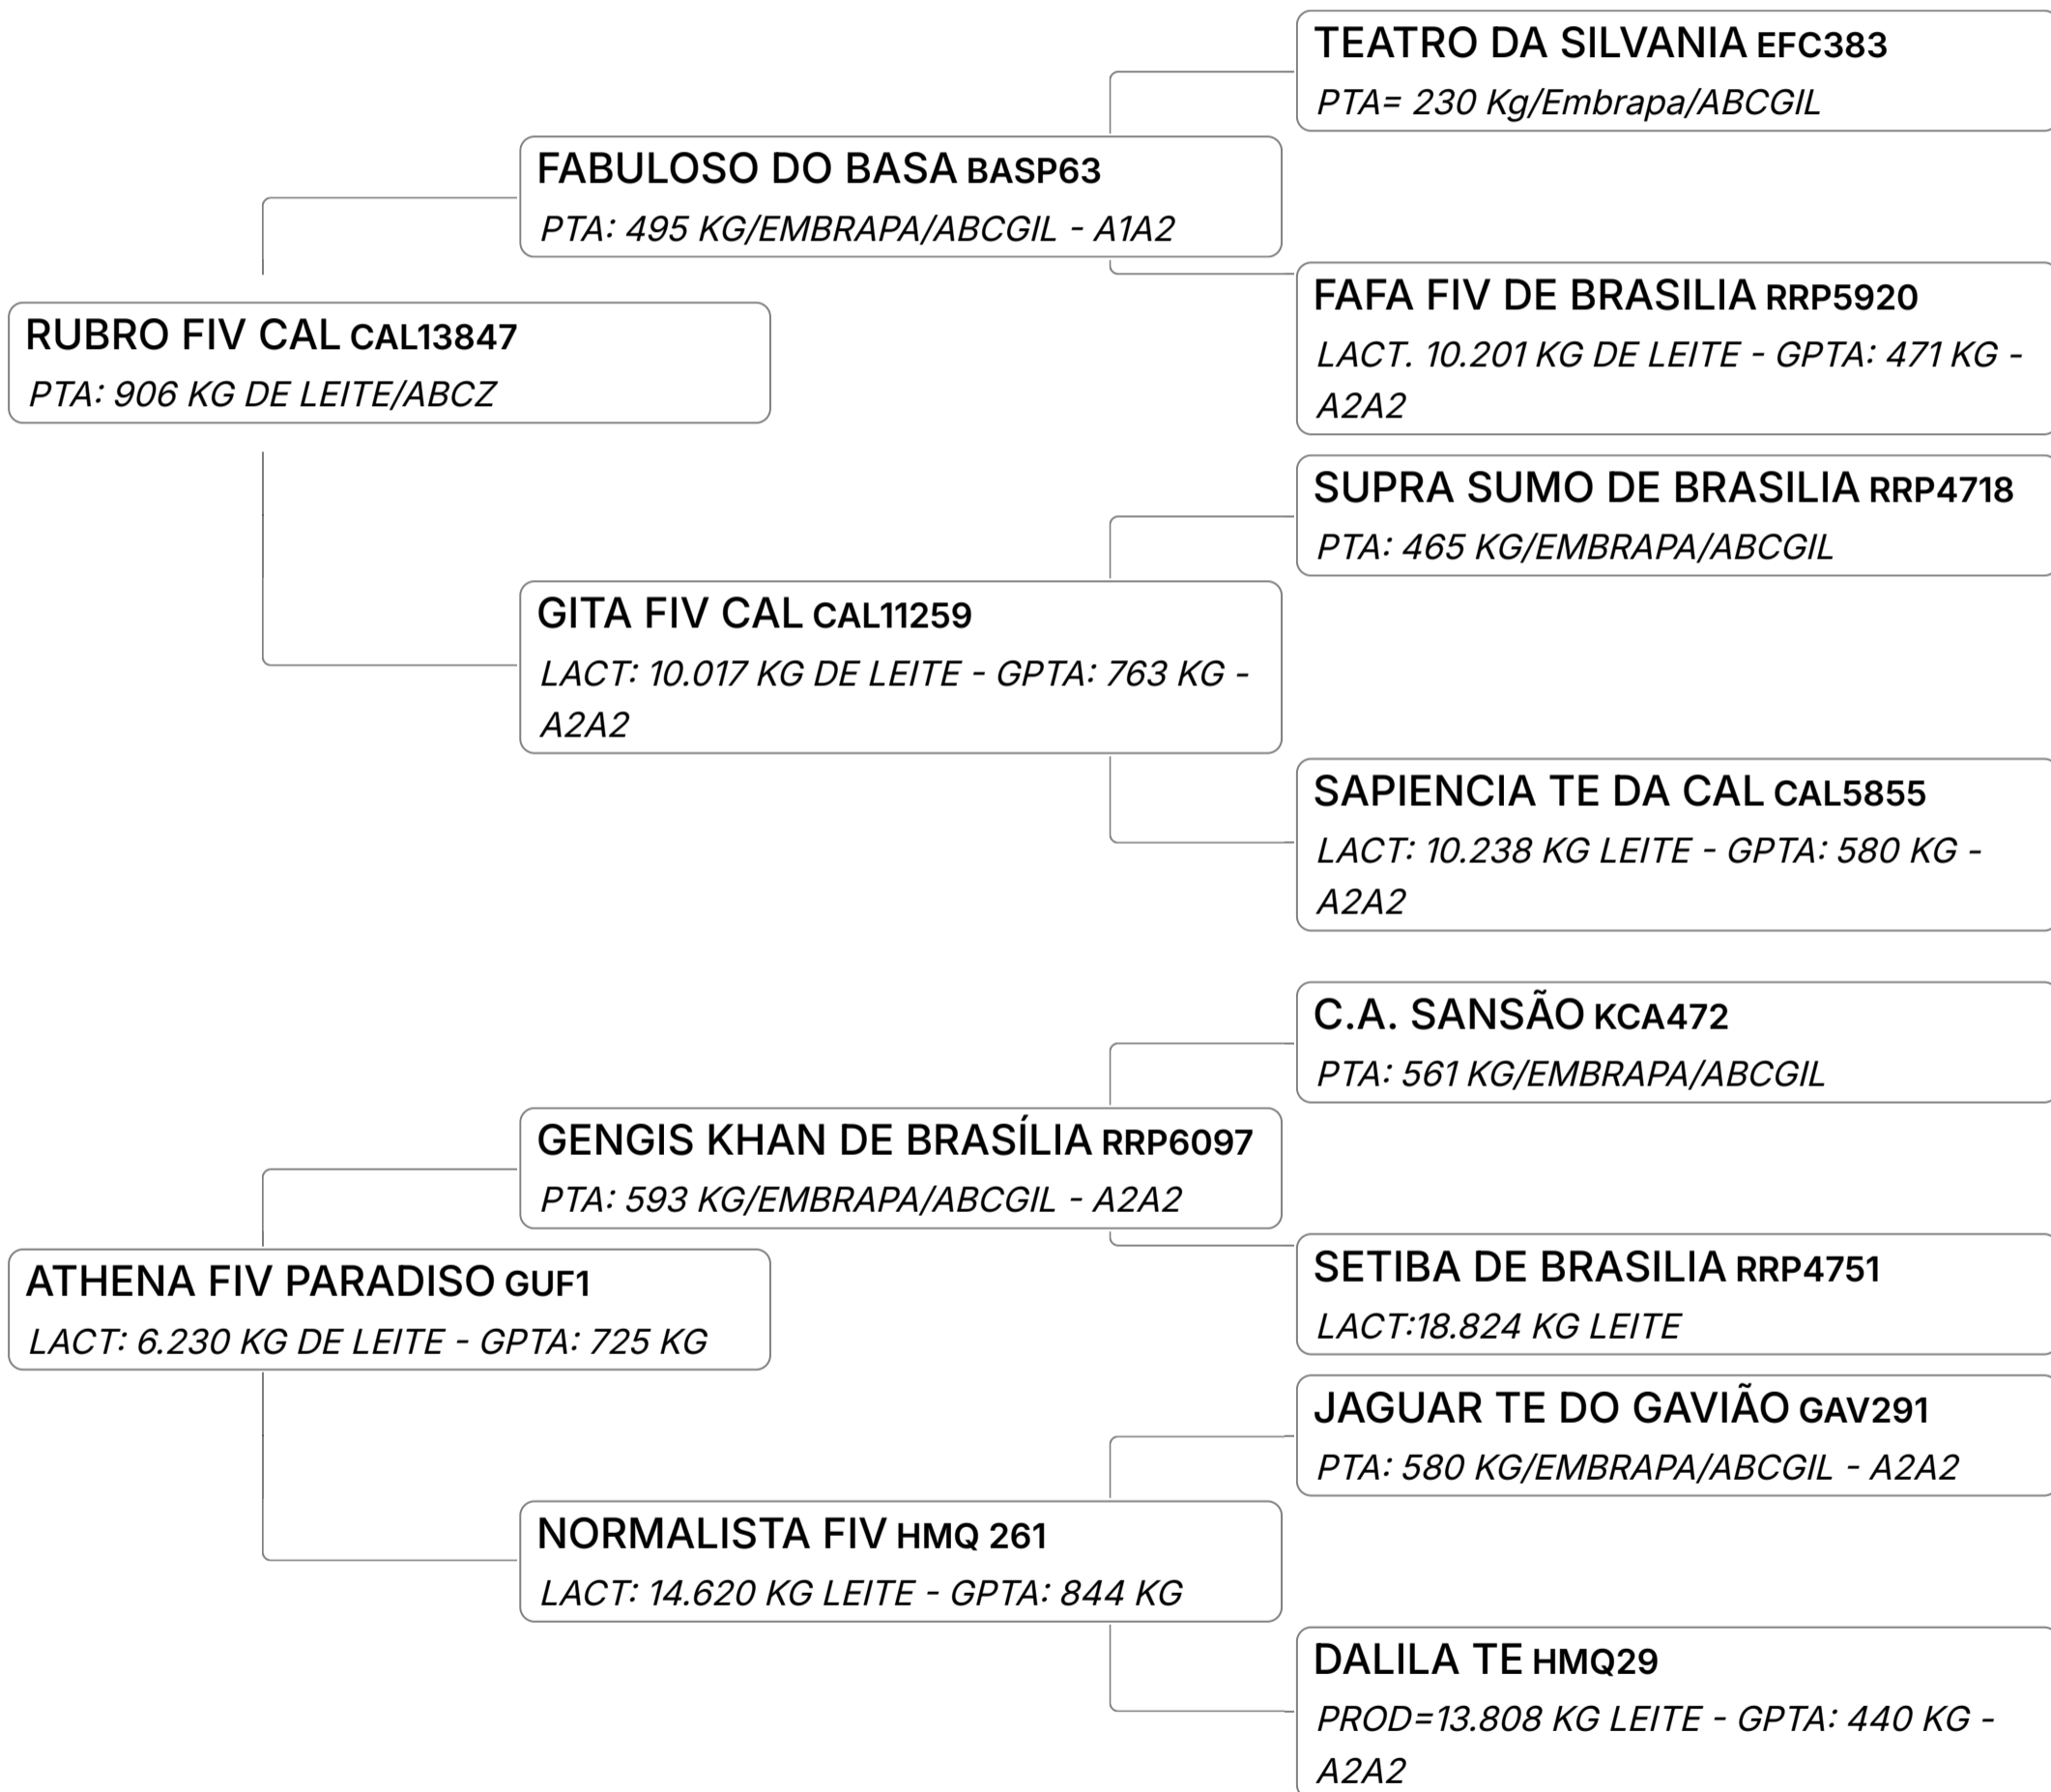 TEATRO DA SILVANIA EFC383
PTA= 230 Kg/Embrapa/ABCGIL
FABULOSO DO BASA BASP63
PTA: 495 KG/EMBRAPA/ABCGIL - A1A2
FAFA FIV DE BRASILIA RRP5920
LACT. 10.201 KG DE LEITE - GPTA: 471 KG -
A2A2
RUBRO FIV CAL CAL13847
PTA: 906 KG DE LEITE/ABCZ
SUPRA SUMO DE BRASILIA RRP4718
PTA: 465 KG/EMBRAPA/ABCGIL
GITA FIV CAL CAL11259
LACT: 10.017 KG DE LEITE - GPTA: 763 KG -
A2A2
SAPIENCIA TE DA CAL CAL5855
LACT: 10.238 KG LEITE - GPTA: 580 KG -
A2A2
C.A. SANSÃO KCA472
PTA: 561 KG/EMBRAPA/ABCGIL
GENGIS KHAN DE BRASÍLIA RRP6097
PTA: 593 KG/EMBRAPA/ABCGIL - A2A2
SETIBA DE BRASILIA RRP4751
LACT:18.824 KG LEITE
ATHENA FIV PARADISO GUF1
LACT: 6.230 KG DE LEITE - GPTA: 725 KG
JAGUAR TE DO GAVIÃO GAV291
PTA: 580 KG/EMBRAPA/ABCGIL - A2A2
NORMALISTA FIV HMQ 261
LACT: 14.620 KG LEITE - GPTA: 844 KG
DALILA TE HMQ29
PROD=13.808 KG LEITE - GPTA: 440 KG -
A2A2